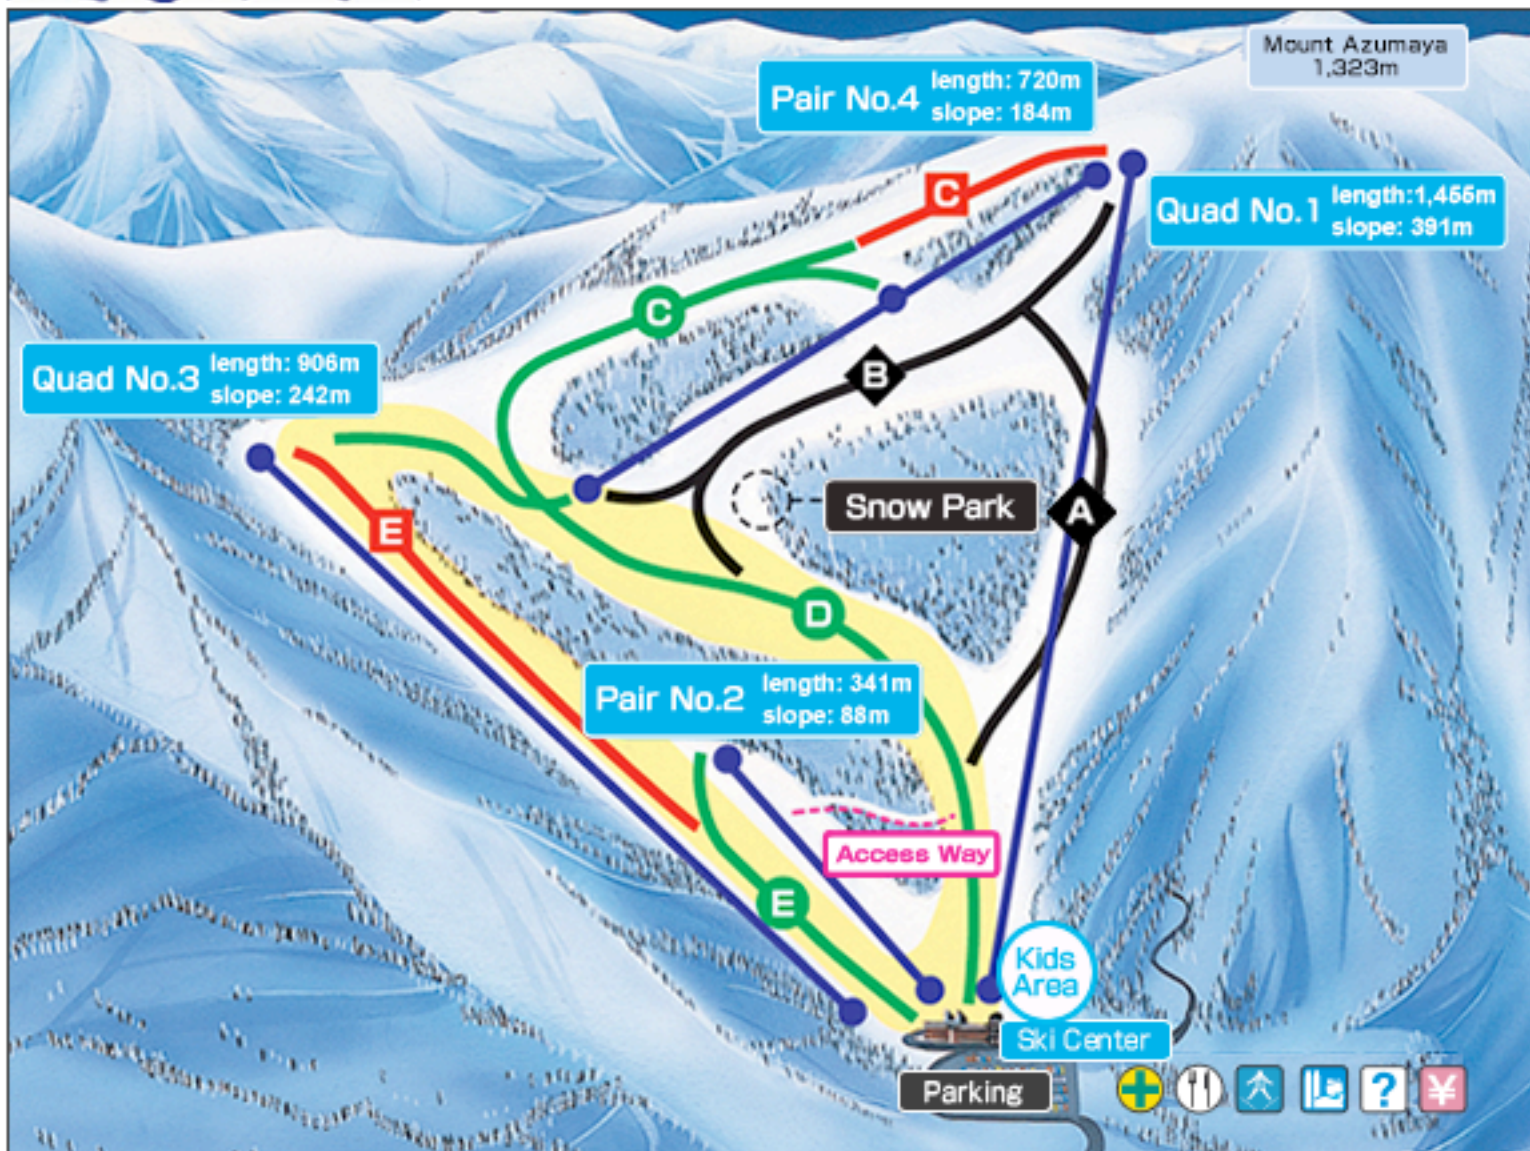 Mount Azumaya
1,323m
Pair No.4
length: 720m
slope: 184m
Quad No.1
length:1,455m
slope: 391m
C
C
Quad No.3
length: 906m
slope: 242m
B
E
Snow Park
A
D
Pair No.2
length: 341m
slope: 88m
Access Way
E
Kids
Area
Ski Center
Parking
?
¥